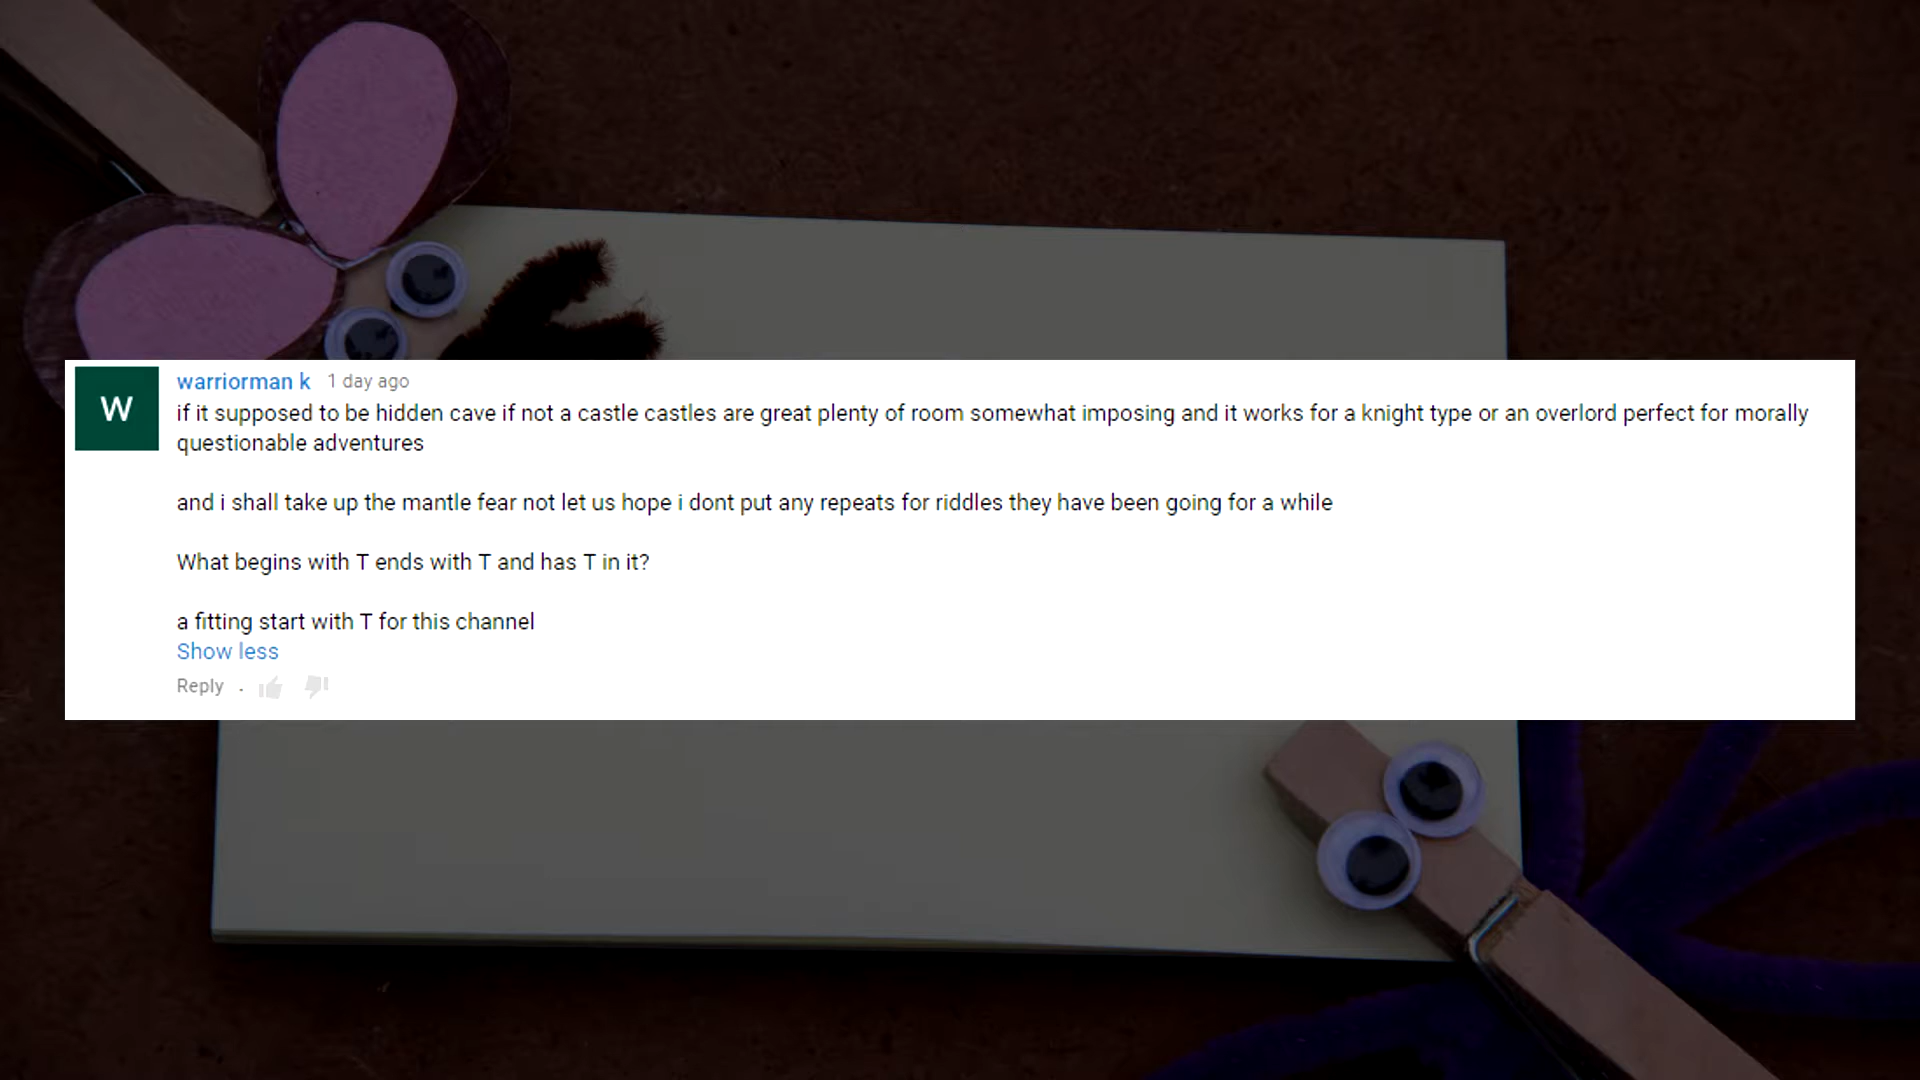 W
warriorman k 1 day ago
if it supposed to be hidden cave if not a castle castles are great plenty of room somewhat imposing and it works for a knight type or an overlord perfect for morally
questionable adventures
and i shall take up the mantle fear not let us hope i dont put any repeats for riddles they have been going for a while
What begins with T ends with T and has T in it?
a fitting start with T for this channel
Show less
Reply .